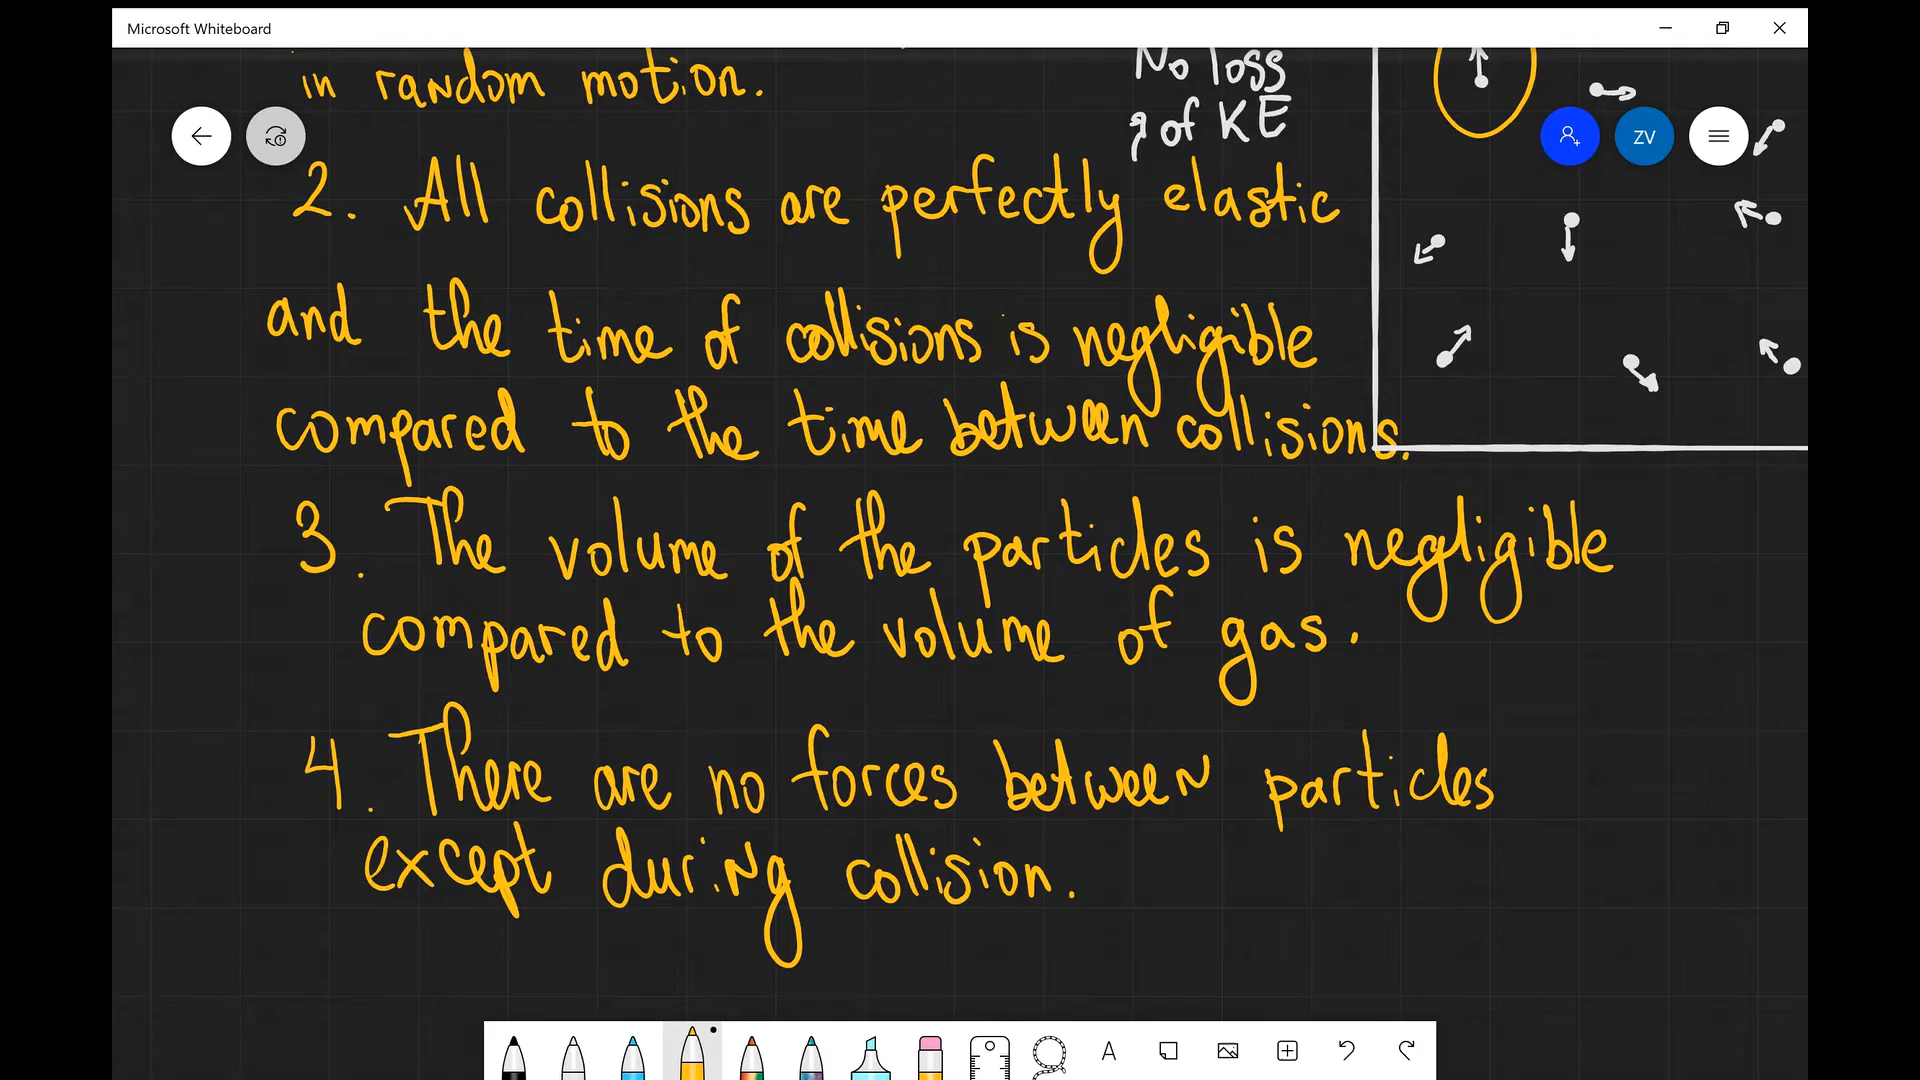 Microsoft Whiteboard
in random motion.
No loss
of KE
ZV
2. All collisions are perfectly elastic
and the time of collisions is negligible
compared to the time between collisions.
3. The volume of the particles is negligible
compared to the volume of gas.
4. There are no forces between particles
except during collision.
A